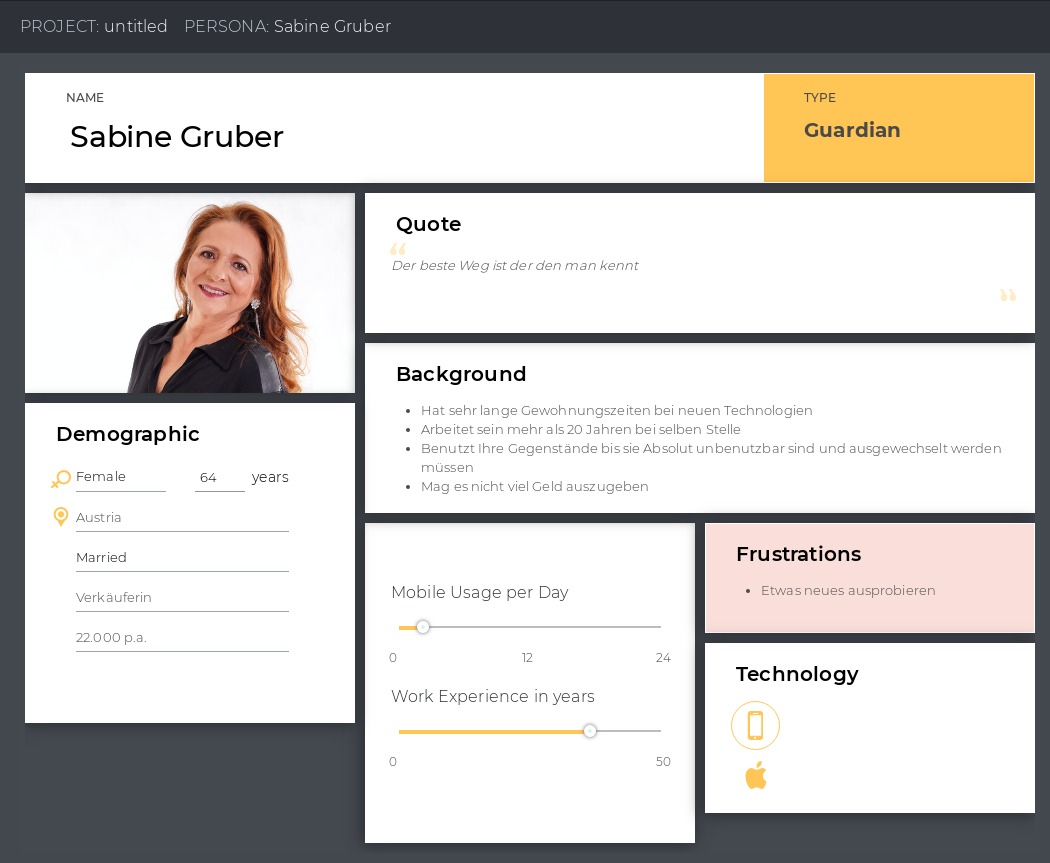 PROJECT: untitled PERSONA: Sabine Gruber
NAME
Sabine Gruber
TYPE
Guardian
Quote
“
Der beste Weg ist der den man kennt
“
Background
• Hat sehr lange Gewohnungszeiten bei neuen Technologien
• Arbeitet sein mehr als 20 Jahren bei selben Stelle
• Benutzt Ihre Gegenstände bis sie Absolut unbenutzbar sind und ausgewechselt werden
müssen
• Mag es nicht viel Geld auszugeben
Demographic
Female 64 years
Austria
Married
Verkäuferin
22.000 p.a.
Mobile Usage per Day
0 12 24
Work Experience in years
0 50
Frustrations
• Etwas neues ausprobieren
Technology